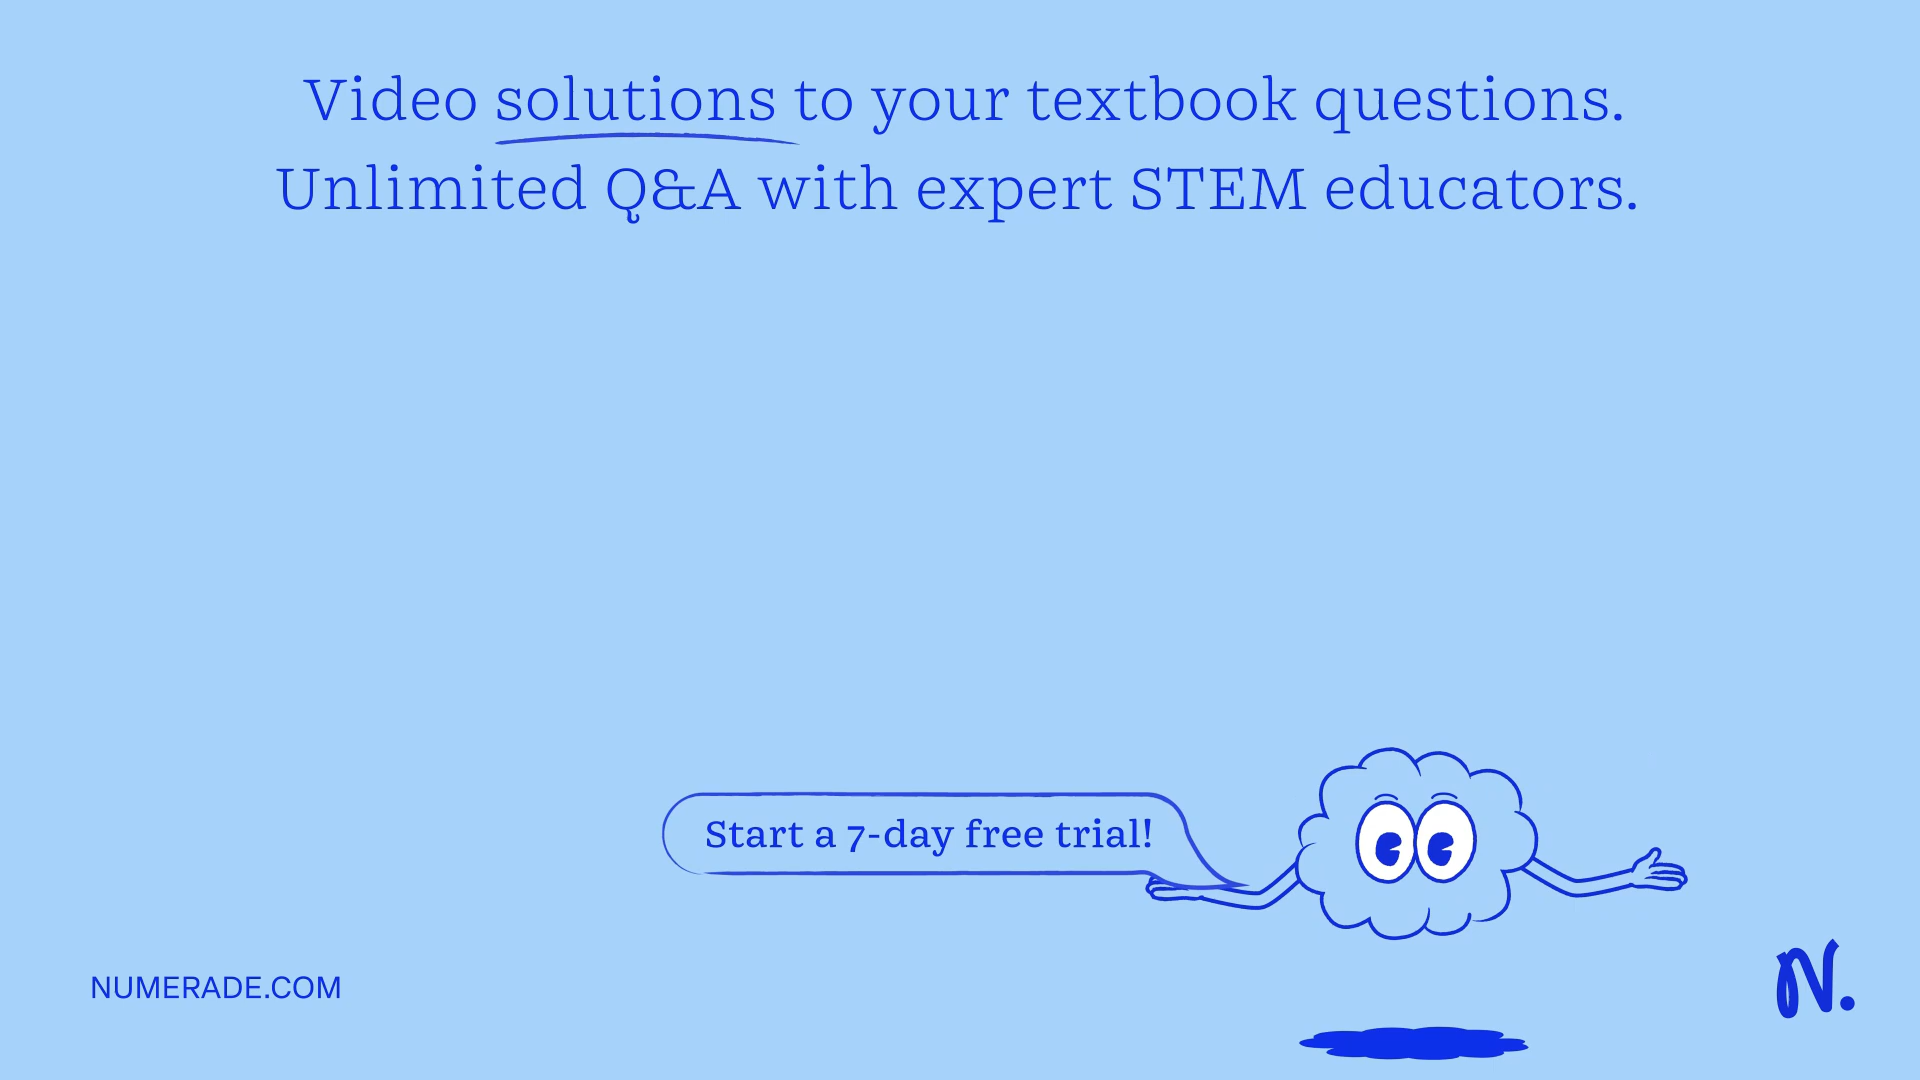 Video solutions to your textbook questions.
Unlimited Q&A with expert STEM educators.
Start a 7-day free trial!
NUMERADE.COM
N.